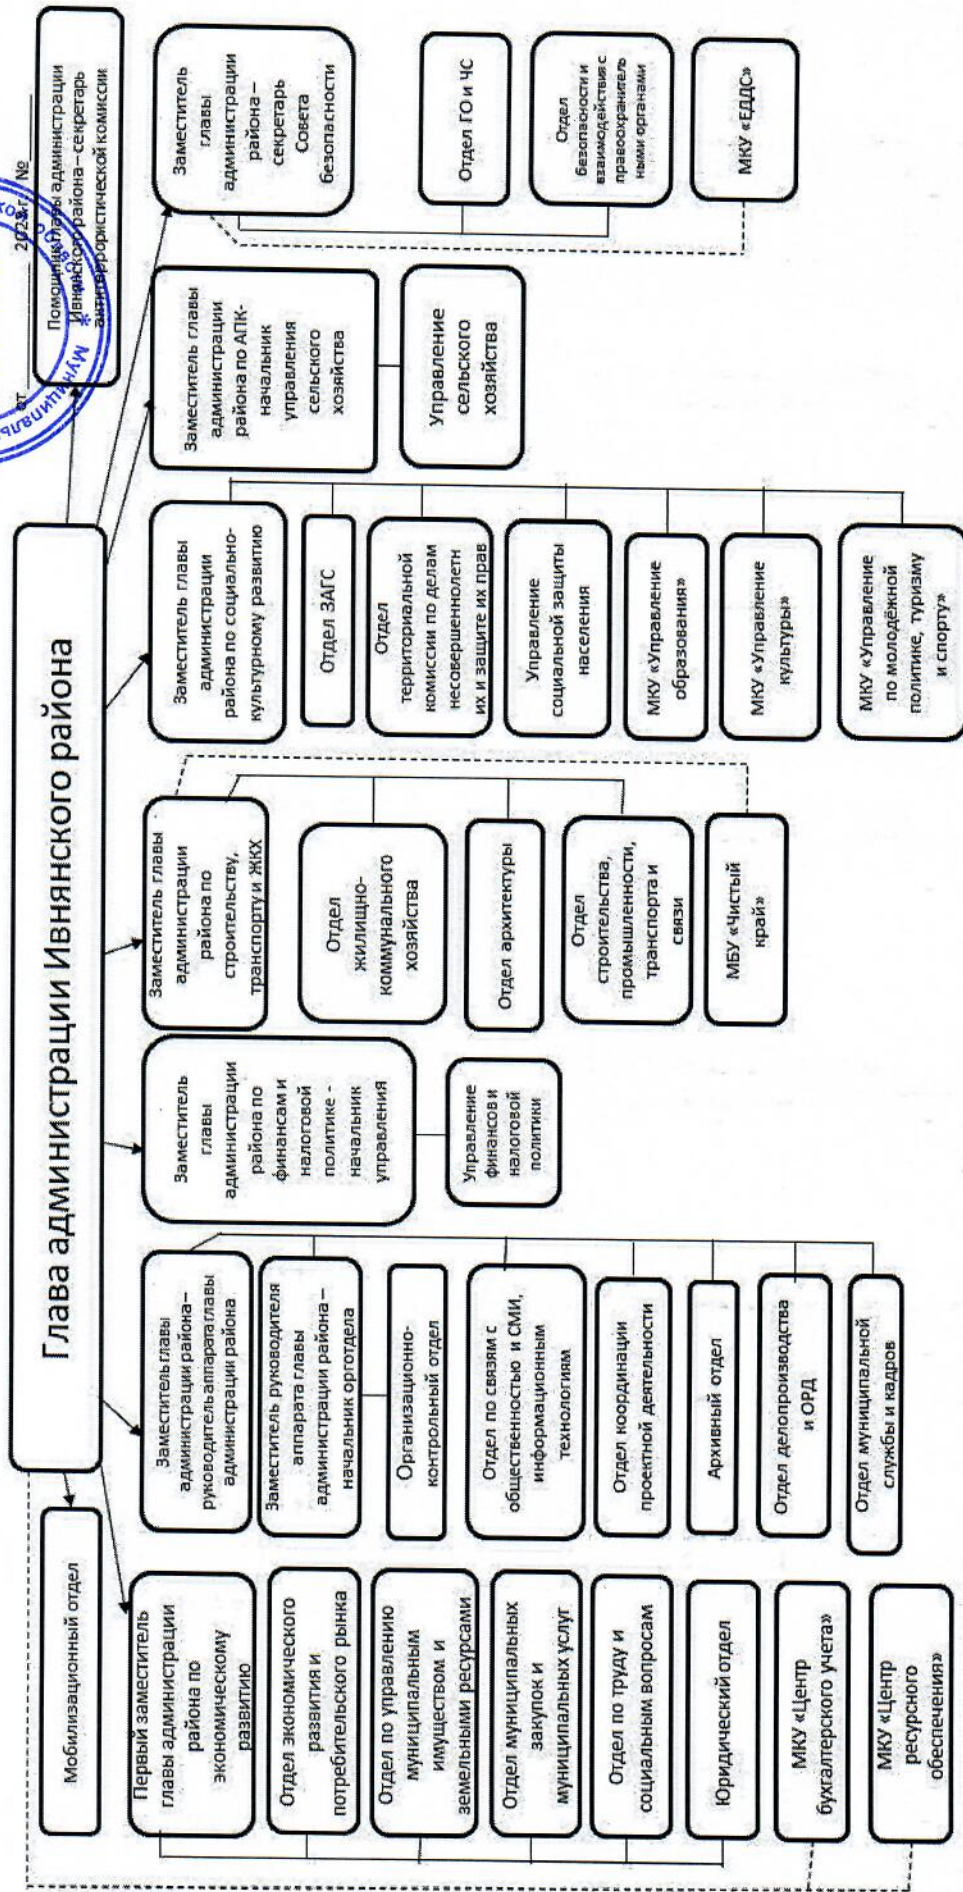 от 2023 г. №
Глава администрации Ивнянского района
Помощник главы администрации
Ивнянского района – секретарь
антитеррористической комиссии
Мобилизационный отдел
Первый заместитель
главы администрации
района по
экономическому
развитию
Отдел экономического
развития и
потребительского рынка
Отдел по управлению
муниципальным
имуществом и
земельными ресурсами
Отдел муниципальных
закупок и
муниципальных услуг
Отдел по труду и
социальным вопросам
Юридический отдел
МКУ «Центр
бухгалтерского учета»
МКУ «Центр
ресурсного
обеспечения»
Заместитель главы
администрации района–
руководитель аппарата главы
администрации района
Заместитель руководителя
аппарата главы
администрации района –
начальник орготдела
Организационно-
контрольный отдел
Отдел по связям с
общественностью и СМИ,
информационным
технологиям
Отдел координации
проектной деятельности
Архивный отдел
Отдел делопроизводства
и ОРД
Отдел муниципальной
службы и кадров
Заместитель
главы
администрации
района по
финансам и
налоговой
политике -
начальник
управления
Управление
финансов и
налоговой
политики
Заместитель главы
администрации
района по
строительству,
транспорту и ЖКХ
Отдел
жилищно-
коммунального
хозяйства
Отдел архитектуры
Отдел
строительства,
промышленности,
транспорта и
связи
МБУ «Чистый
край»
Заместитель главы
администрации
района по социально-
культурному развитию
Отдел ЗАГС
Отдел
территориальной
комиссии по делам
несовершеннолетн
их и защите их прав
Управление
социальной защиты
населения
МКУ «Управление
образования»
МКУ «Управление
культуры»
МКУ «Управление
по молодёжной
политике, туризму
и спорту»
Заместитель главы
администрации
района по АПК-
начальник
управления
сельского
хозяйства
Управление
сельского
хозяйства
Заместитель
главы
администрации
района –
секретарь
Совета
безопасности
Отдел ГО и ЧС
Отдел
безопасности и
взаимодействия с
правоохранитель
ными органами
МКУ «ЕДДС»